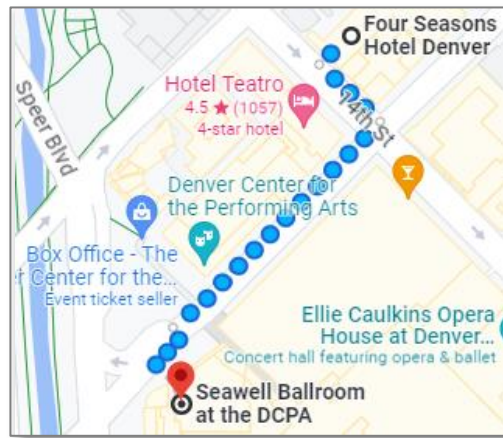 Four Seasons
Hotel Denver
Hotel Teatro
4.5 ★ (1057)
4-star hotel
14th St
Speer Blvd
Denver Center for
the Performing Arts
Box Office - The
r Center for the...
Event ticket seller
Ellie Caulkins Opera
House at Denver...
Concert hall featuring opera & ballet
Seawell Ballroom
at the DCPA